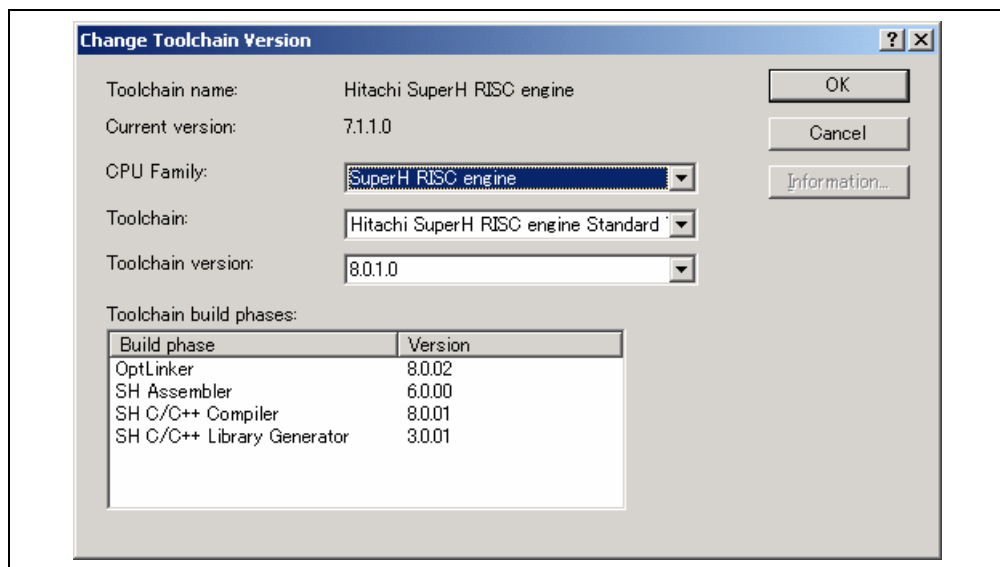 Change Toolchain Version
Toolchain name: Hitachi SuperH RISC engine
Current version: 7.1.1.0
CPU Family: SuperH RISC engine
Toolchain: Hitachi SuperH RISC engine Standard
Toolchain version: 8.0.1.0
Toolchain build phases:
Build phase Version
OptLinker 8.0.02
SH Assembler 6.0.00
SH C/C++ Compiler 8.0.01
SH C/C++ Library Generator 3.0.01
OK
Cancel
Information...